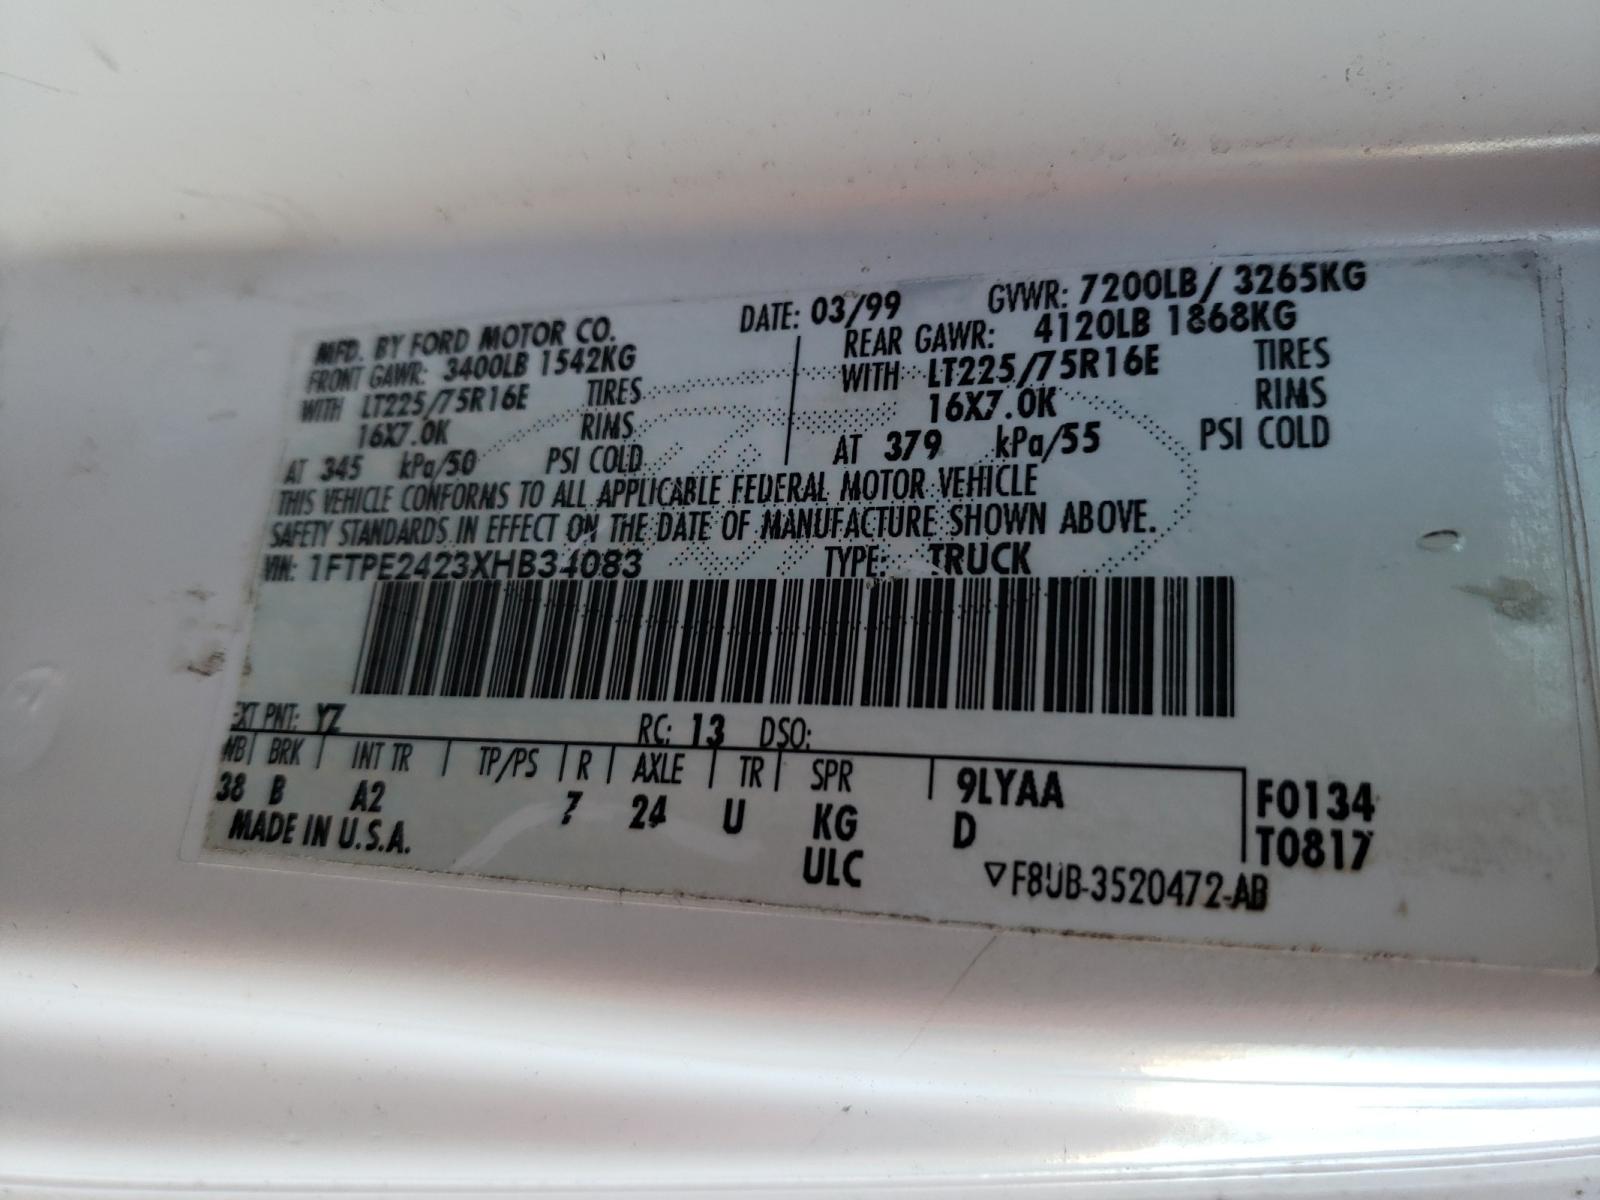 MFD. BY FORD MOTOR CO. DATE: 03/99 GVWR: 7200LB/ 3265KG
FRONT GAWR: 3400LB 1542KG REAR GAWR: 4120LB 1868KG
WITH LT225/75R16E TIRES WITH LT225/75R16E TIRES
16X7.0K RIMS 16X7.0K RIMS
AT 345 kPa/50 PSI COLD AT 379 kPa/55 PSI COLD
THIS VEHICLE CONFORMS TO ALL APPLICABLE FEDERAL MOTOR VEHICLE
SAFETY STANDARDS IN EFFECT ON THE DATE OF MANUFACTURE SHOWN ABOVE.
VIN: 1FTPE2423XHB34083 TYPE: TRUCK
EXT PNT: YZ RC: 13 DSO:
WB BRK INT TR TP/PS R AXLE TR SPR 9LYAA F0134
38 B A2 7 24 U KG D T0817
MADE IN U.S.A. ULC ▽F8UB-3520472-AB